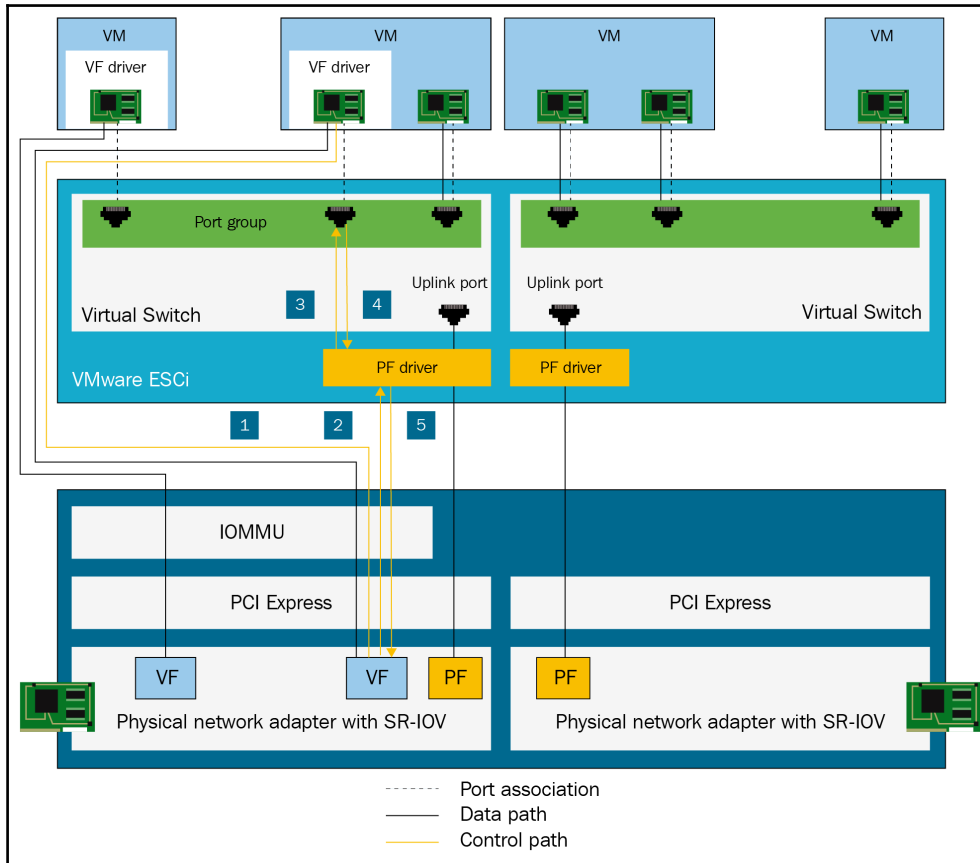 VM
VM
VM
VM
VF driver
VF driver
Port group
Uplink port
Uplink port
3
4
Virtual Switch
Virtual Switch
PF driver
PF driver
VMware ESCi
1
2
5
IOMMU
PCI Express
PCI Express
VF
VF
PF
PF
Physical network adapter with SR-IOV
Physical network adapter with SR-IOV
Port association
Data path
Control path